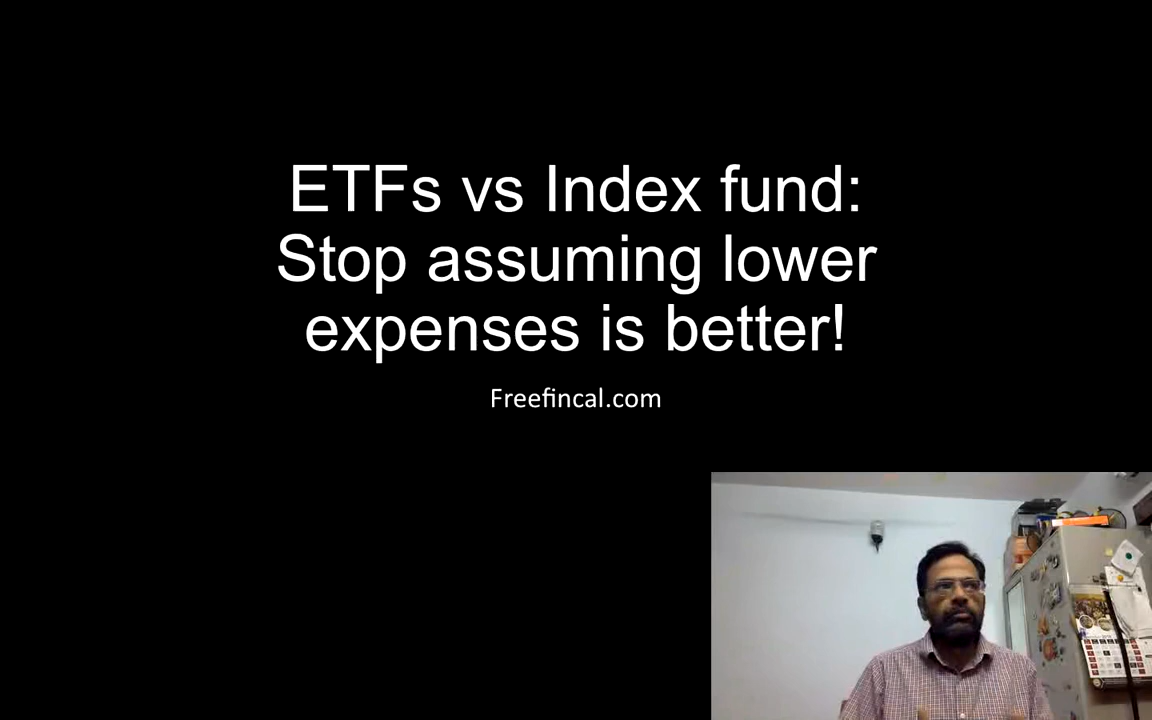 ETFs vs Index fund:
Stop assuming lower
expenses is better!
Freefincal.com